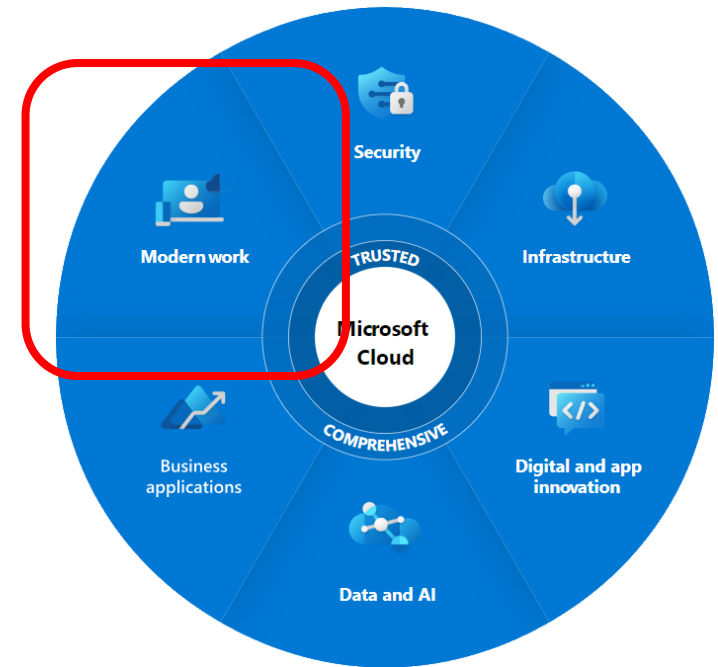 Security
Modern work
Infrastructure
TRUSTED
Microsoft
Cloud
COMPREHENSIVE
Business
applications
Digital and app
innovation
Data and AI